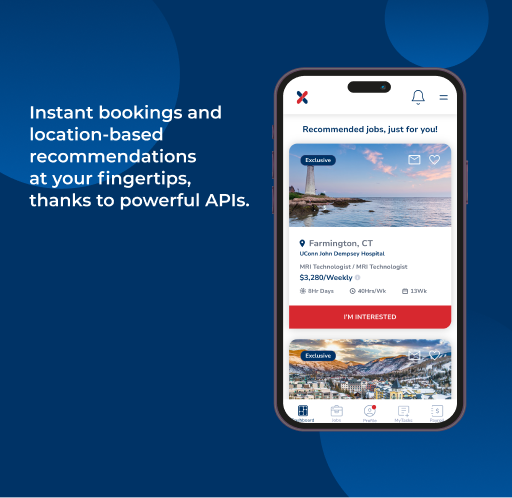 Instant bookings and
location-based
recommendations
at your fingertips,
thanks to powerful APIs.
Recommended jobs, just for you!
Exclusive
Farmington, CT
UConn John Dempsey Hospital
MRI Technologist / MRI Technologist
$3,280/Weekly
8Hr Days 40Hrs/Wk 13Wk
I'M INTERESTED
Exclusive
Jobs Profile My Tasks